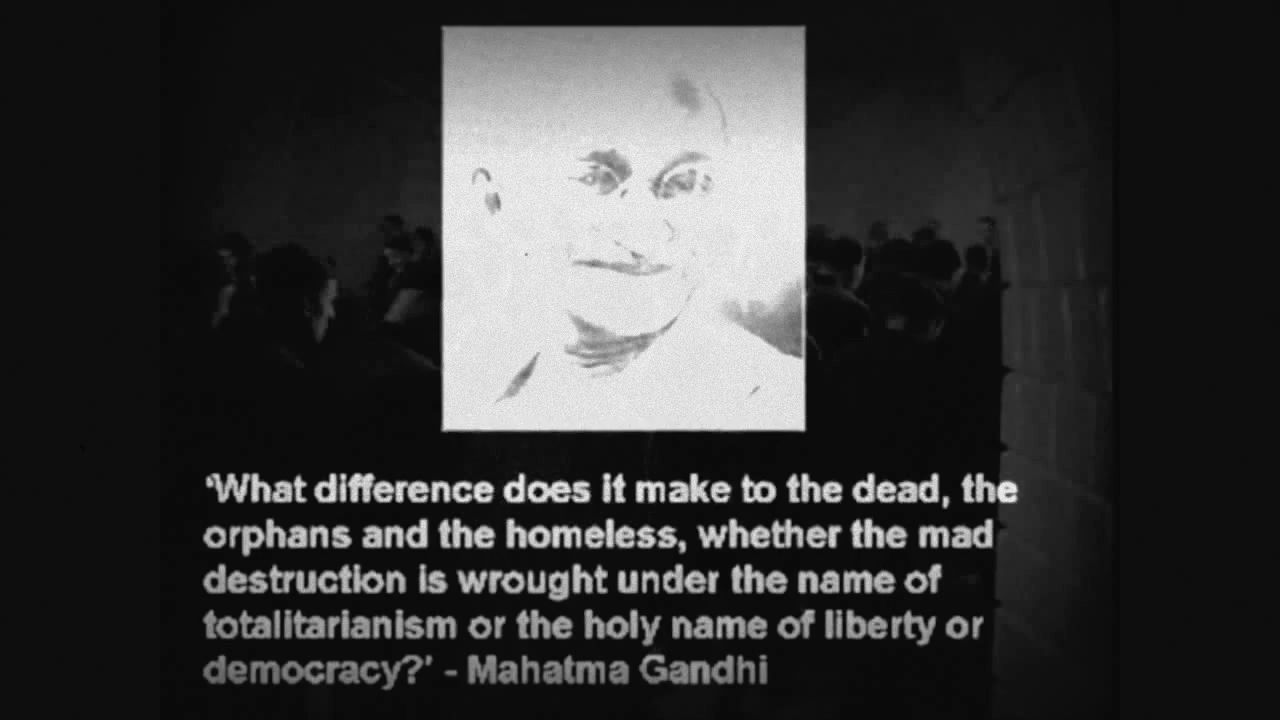 ‘What difference does it make to the dead, the
orphans and the homeless, whether the mad
destruction is wrought under the name of
totalitarianism or the holy name of liberty or
democracy?’ - Mahatma Gandhi